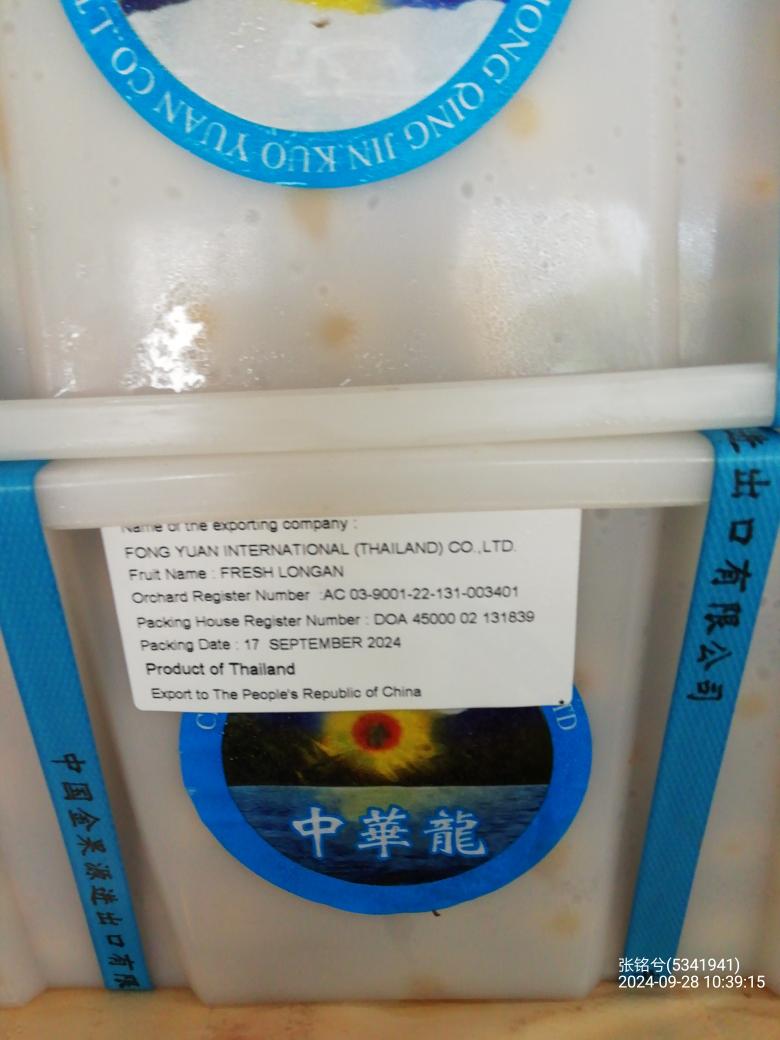 CHONG QING JIN KUO YUAN CO.,LT
进出口有限公司
Name of the exporting company :
FONG YUAN INTERNATIONAL (THAILAND) CO.,LTD.
Fruit Name : FRESH LONGAN
Orchard Register Number :AC 03-9001-22-131-003401
Packing House Register Number : DOA 45000 02 131839
Packing Date : 17 SEPTEMBER 2024
Product of Thailand
Export to The People's Republic of China
C
TD
中華龍
中国金果源进出口有限
张铭兮(5341941)
2024-09-28 10:39:15